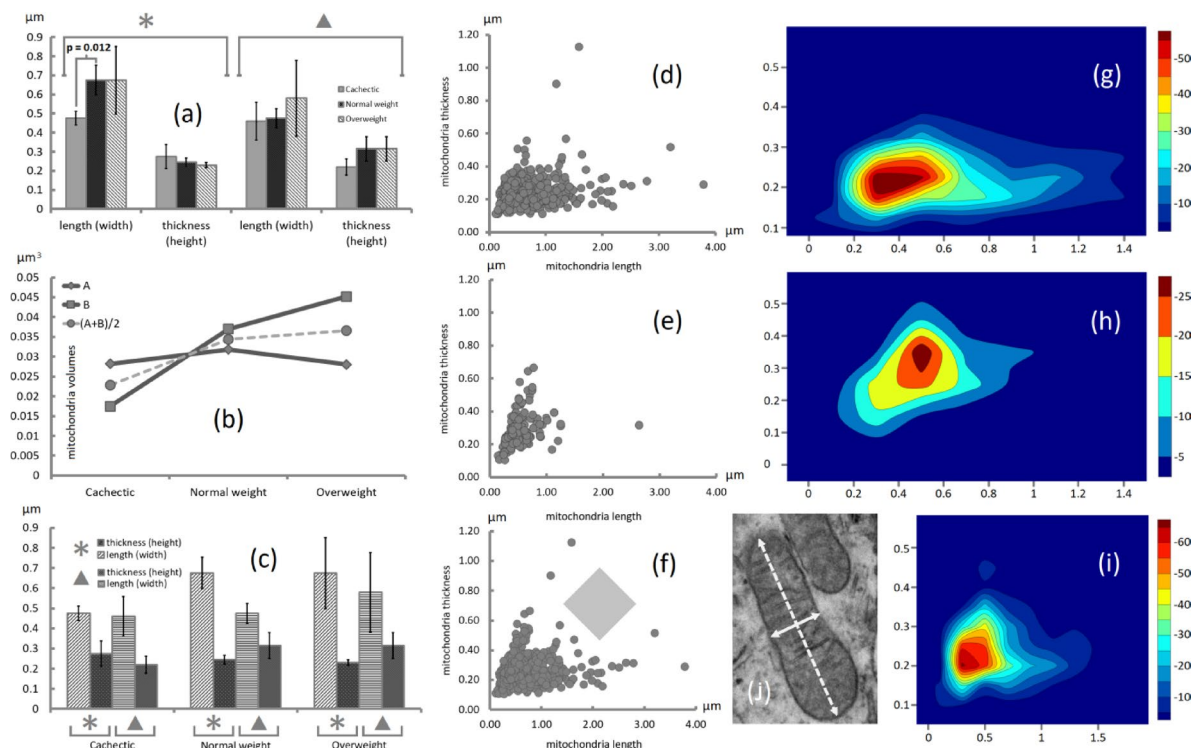 μm
0.9
0.8
0.7
0.6
0.5
0.4
0.3
0.2
0.1
0
p = 0.012
(a)
Cachectic
Normal weight
Overweight
length (width)
thickness
(height)
length (width)
thickness
(height)
μm³
0.05
0.045
0.04
0.035
0.03
0.025
0.02
0.015
0.01
0.005
0
mitochondria volumes
A
B
(A+B)/2
(b)
Cachectic
Normal weight
Overweight
μm
0.9
0.8
0.7
0.6
0.5
0.4
0.3
0.2
0.1
0
thickness (height)
length (width)
thickness (height)
length (width)
(c)
Cachectic
Normal weight
Overweight
μm
1.20
1.00
0.80
0.60
0.40
0.20
0.00
mitochondria thickness
(d)
0.00
1.00
2.00
3.00
4.00
μm
mitochondria length
μm
1.20
1.00
0.80
0.60
0.40
0.20
0.00
mitochondria thickness
(e)
0.00
1.00
2.00
3.00
4.00
μm
mitochondria length
μm
1.20
1.00
0.80
0.60
0.40
0.20
0.00
mitochondria thickness
(f)
0.00
1.00
2.00
3.00
4.00
μm
mitochondria length
0.5
0.4
0.3
0.2
0.1
(g)
0
0.2
0.4
0.6
0.8
1
1.2
1.4
-50
-40
-30
-20
-10
0.5
0.4
0.3
0.2
0.1
0
(h)
0.2
0.4
0.6
0.8
1
1.2
1.4
-25
-20
-15
-10
-5
(j)
0.5
0.4
0.3
0.2
0.1
(i)
0
0.5
1
1.5
-60
-50
-40
-30
-20
-10